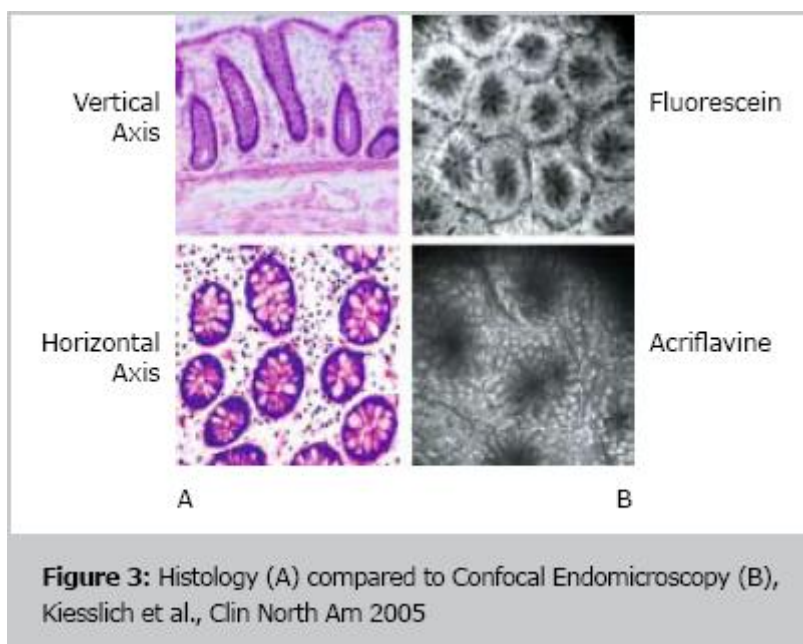 Vertical
Axis
Fluorescein
Horizontal
Axis
Acriflavine
A
B
Figure 3: Histology (A) compared to Confocal Endomicroscopy (B),
Kiesslich et al., Clin North Am 2005